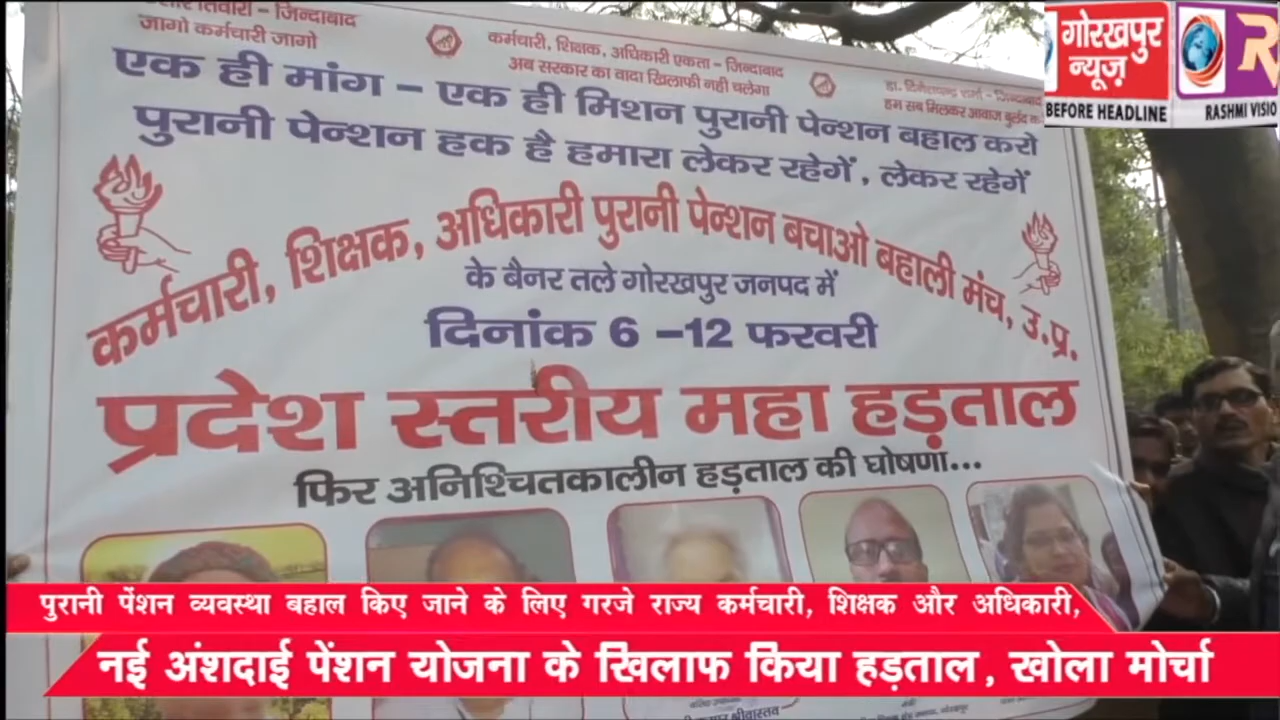 तिवारी – जिन्दाबाद
जागो कर्मचारी जागो
कर्मचारी, शिक्षक, अधिकारी एकता – जिन्दाबाद
अब सरकार का वादा खिलाफी नही चलेगा
डा. दिनेशचन्द्र शर्मा – जिन्दाबाद
हम सब मिलकर आवाज बुलंद
एक ही मांग – एक ही मिशन पुरानी पेन्शन बहाल करो
पुरानी पेन्शन हक है हमारा लेकर रहेगें, लेकर रहेगें
कर्मचारी, शिक्षक, अधिकारी पुरानी पेन्शन बचाओ बहाली मंच, उ.प्र.
के बैनर तले गोरखपुर जनपद में
दिनांक 6 –12 फरवरी
प्रदेश स्तरीय महा हड़ताल
फिर अनिश्चितकालीन हड़ताल की घोषणा...
गोरखपुर
न्यूज़
BEFORE HEADLINE
R
RASHMI VISIO
पुरानी पेंशन व्यवस्था बहाल किए जाने के लिए गरजे राज्य कर्मचारी, शिक्षक और अधिकारी,
नई अंशदाई पेंशन योजना के खिलाफ किया हड़ताल, खोला मोर्चा